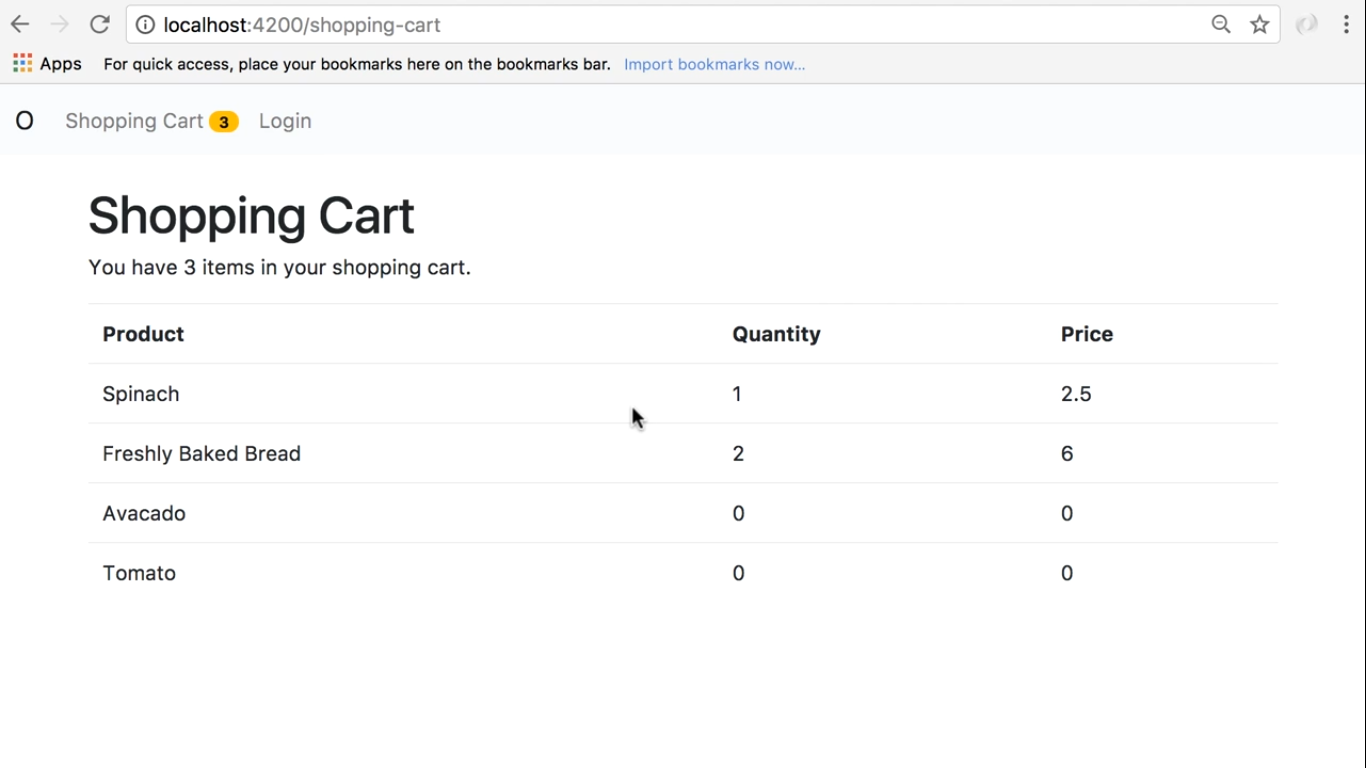 localhost:4200/shopping-cart
Apps For quick access, place your bookmarks here on the bookmarks bar. Import bookmarks now...
O Shopping Cart 3 Login
Shopping Cart
You have 3 items in your shopping cart.
Product Quantity Price
Spinach 1 2.5
Freshly Baked Bread 2 6
Avacado 0 0
Tomato 0 0